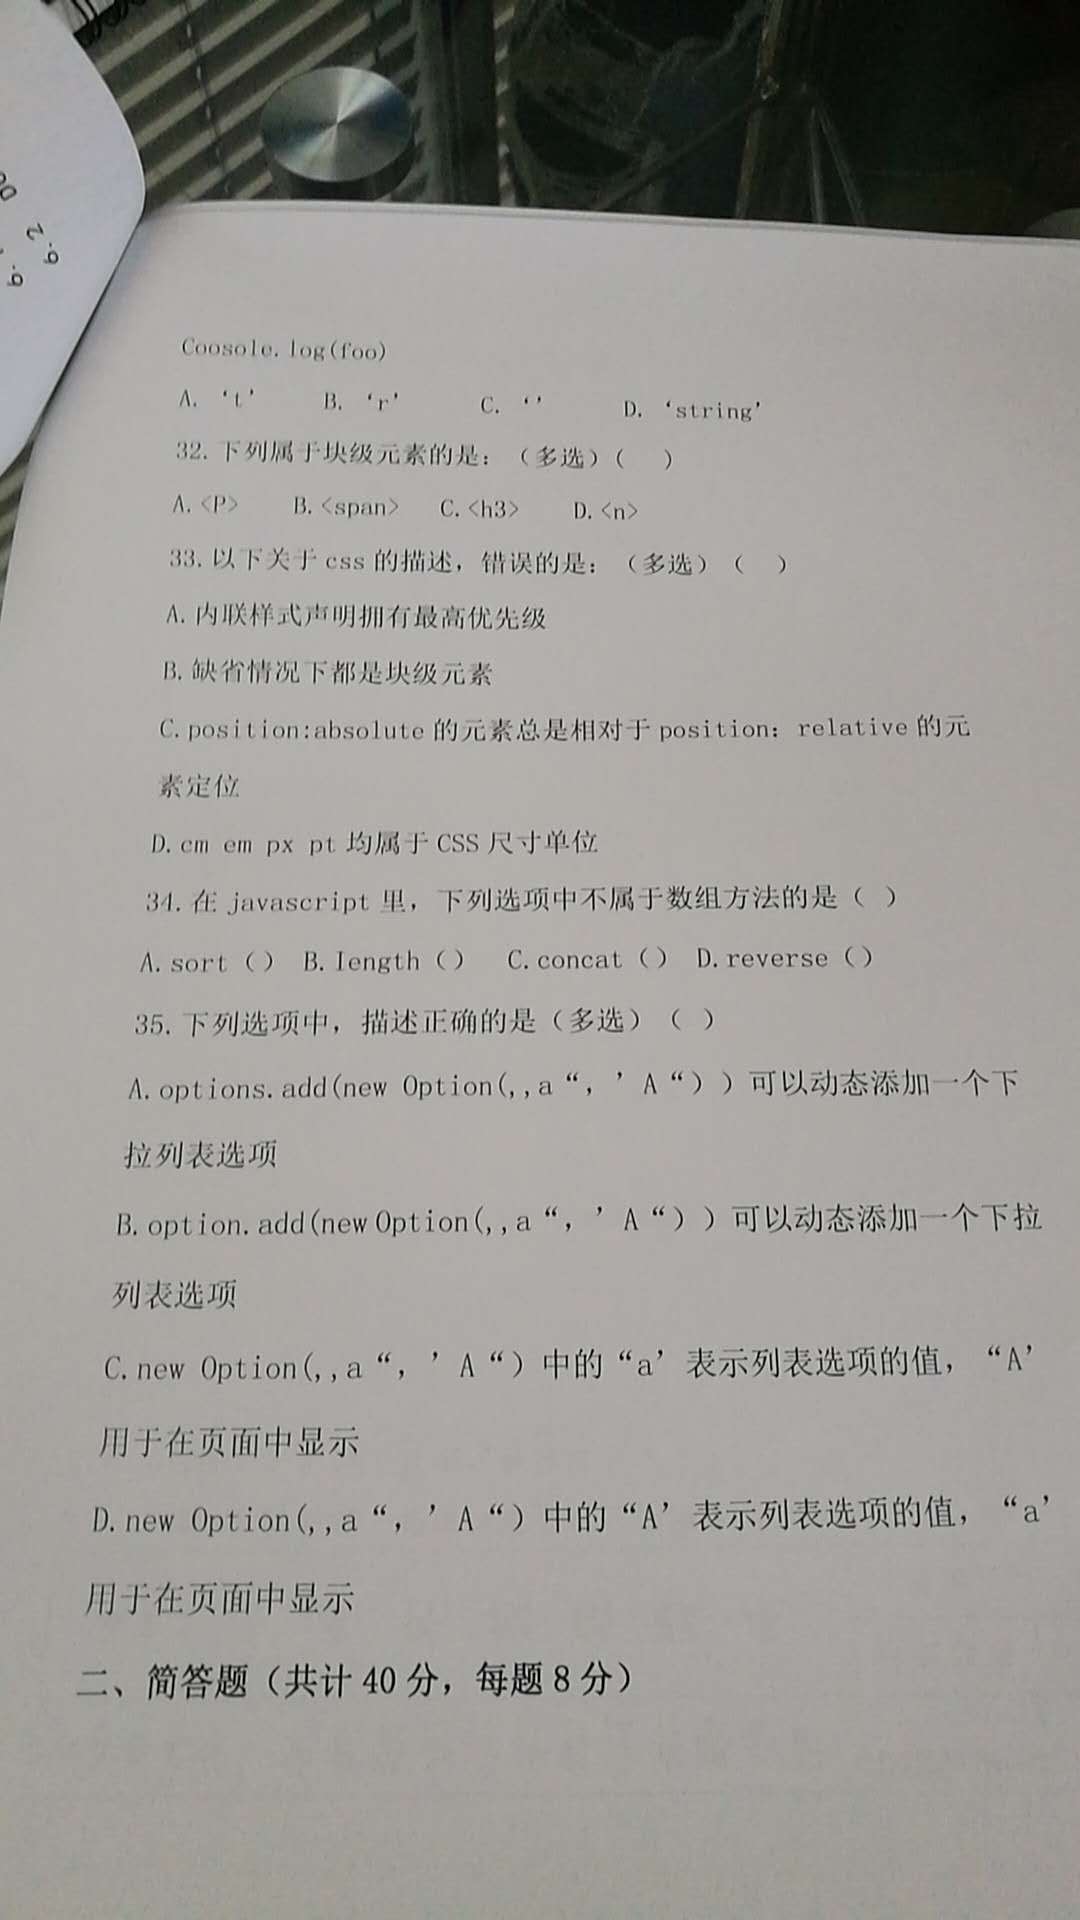 9.2
Coosole.log(foo)
A. ‘t’ B. ‘r’ C. ‘’ D. ‘string’
32.下列属于块级元素的是：（多选）( )
A.<P> B.<span> C.<h3> D.<n>
33.以下关于 css 的描述，错误的是：（多选）（ ）
A.内联样式声明拥有最高优先级
B.缺省情况下都是块级元素
C.position:absolute 的元素总是相对于 position：relative 的元
素定位
D.cm em px pt 均属于 CSS 尺寸单位
34.在 javascript 里，下列选项中不属于数组方法的是（ ）
A.sort（） B.Iength（） C.concat（） D.reverse（）
35.下列选项中，描述正确的是（多选）（ ）
A.options.add(new Option(,,a“，’A“)）可以动态添加一个下
拉列表选项
B.option.add(new Option(,,a“，’A“)）可以动态添加一个下拉
列表选项
C.new Option(,,a“，’A“）中的“a’表示列表选项的值，“A’
用于在页面中显示
D.new Option(,,a“，’A“）中的“A’表示列表选项的值，“a’
用于在页面中显示
二、简答题（共计 40 分，每题 8 分）